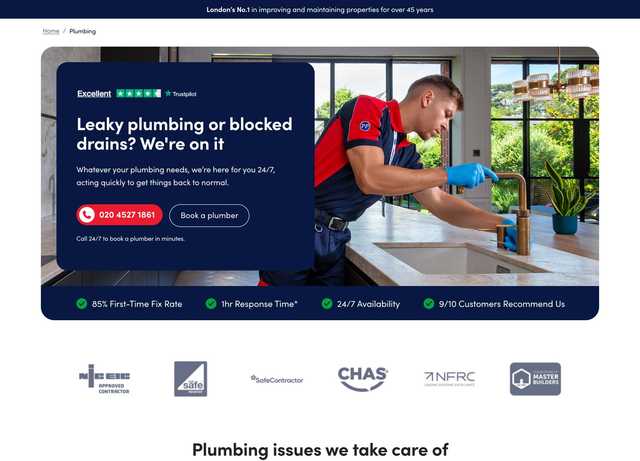 London's No.1 in improving and maintaining properties for over 45 years
Home / Plumbing
Excellent Trustpilot
Leaky plumbing or blocked
drains? We're on it
Whatever your plumbing needs, we're here for you 24/7,
acting quickly to get things back to normal.
020 4527 1861 Book a plumber
Call 24/7 to book a plumber in minutes.
85% First-Time Fix Rate 1hr Response Time* 24/7 Availability 9/10 Customers Recommend Us
NICEIC
APPROVED
CONTRACTOR
safe
SafeContractor
CHAS
NFRC
MASTER
BUILDERS
Plumbing issues we take care of